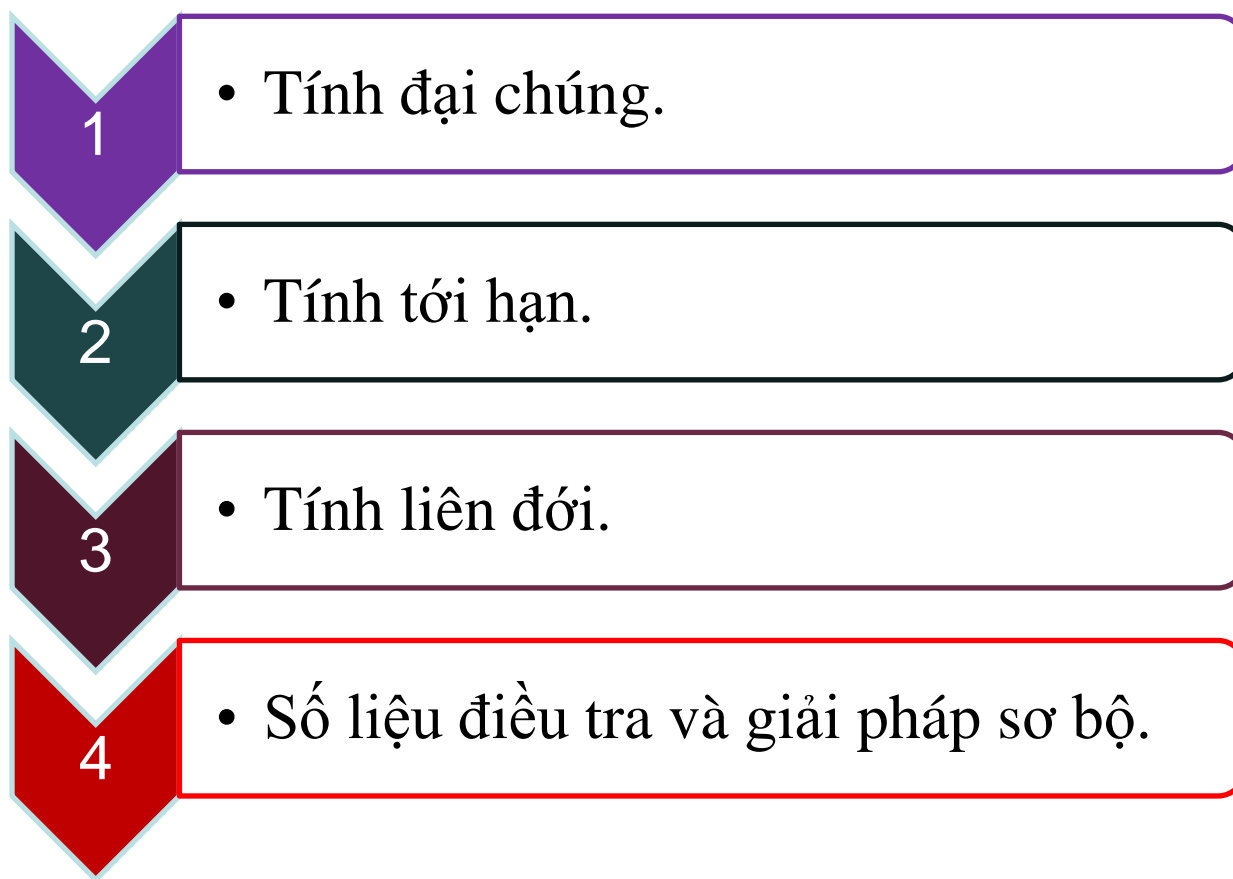 1
• Tính đại chúng.
2
• Tính tới hạn.
3
• Tính liên đới.
4
• Số liệu điều tra và giải pháp sơ bộ.